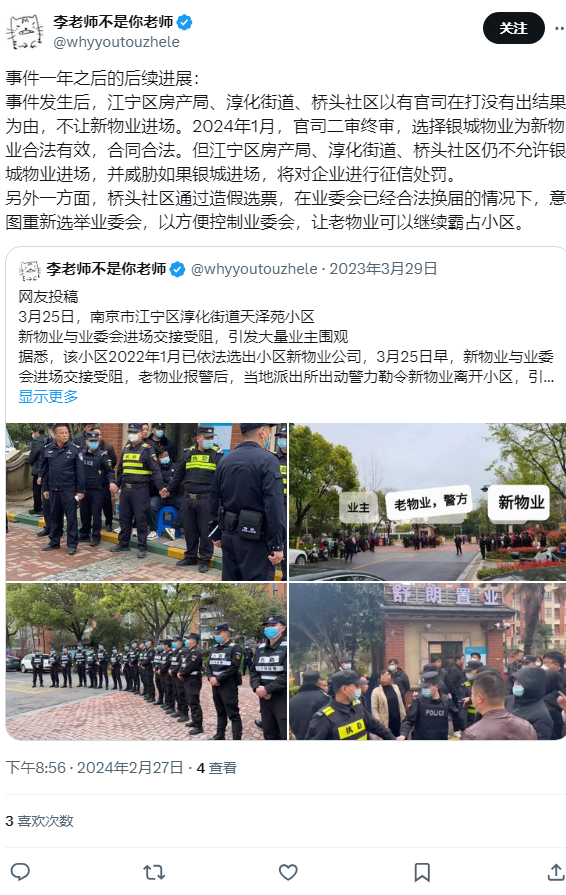 李老师不是你老师
@whyyoutouzhele
关注
事件一年之后的后续进展：
事件发生后，江宁区房产局、淳化街道、桥头社区以有官司在打没有出结果
为由，不让新物业进场。2024年1月，官司二审终审，选择银城物业为新物
业合法有效，合同合法。但江宁区房产局、淳化街道、桥头社区仍不允许银
城物业进场，并威胁如果银城进场，将对企业进行征信处罚。
另外一方面，桥头社区通过造假选票，在业委会已经合法换届的情况下，意
图重新选举业委会，以方便控制业委会，让老物业可以继续霸占小区。
李老师不是你老师 @whyyoutouzhele · 2023年3月29日
网友投稿
3月25日，南京市江宁区淳化街道天泽苑小区
新物业与业委会进场交接受阻，引发大量业主围观
据悉，该小区2022年1月已依法选出小区新物业公司，3月25日早，新物业与业委
会进场交接受阻，老物业报警后，当地派出所出动警力勒令新物业离开小区，引...
显示更多
POLICE
执勤
业主
老物业，警方
新物业
执勤
舒朗置业
执勤
POLICE
下午8:56 · 2024年2月27日 · 4 查看
3 喜欢次数